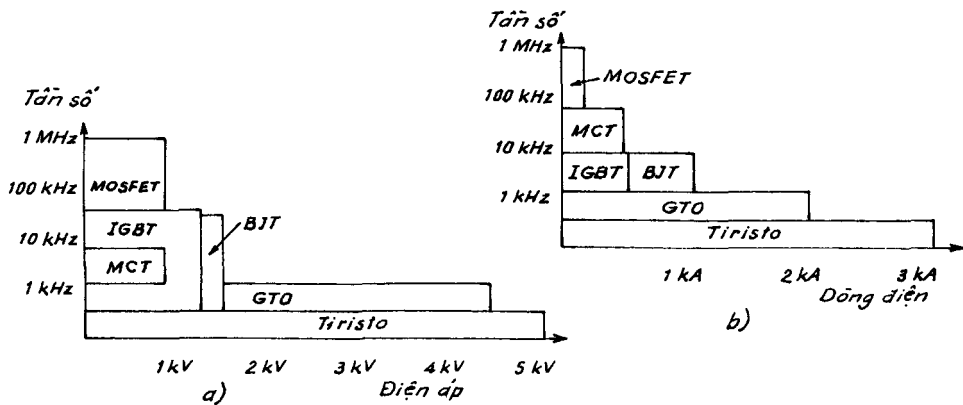 Tần số
1 MHz
100 kHz
10 kHz
1 kHz
MOSFET
IGBT
MCT
BJT
GTO
Tiristo
1 kV 2 kV 3 kV 4 kV 5 kV
Điện áp
a)
Tần số
1 MHz
100 kHz
10 kHz
1 kHz
MOSFET
MCT
IGBT BJT
GTO
Tiristo
1 kA 2 kA 3 kA
Dòng điện
b)